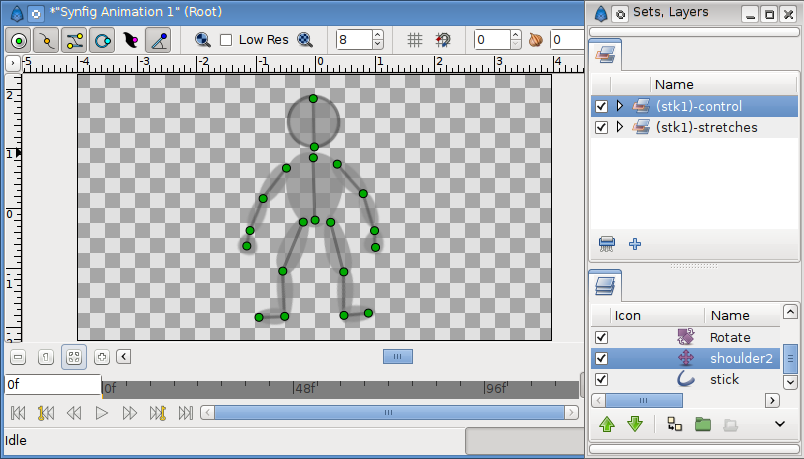 *"Synfig Animation 1" (Root)
Sets, Layers
Low Res
8
0
0
-5 -4 -3 -2 -1 0 1 2 3 4
2
1
0
1
Name
(stk1)-control
(stk1)-stretches
Icon Name
Rotate
shoulder2
stick
0f
0f 48f 96f
Idle